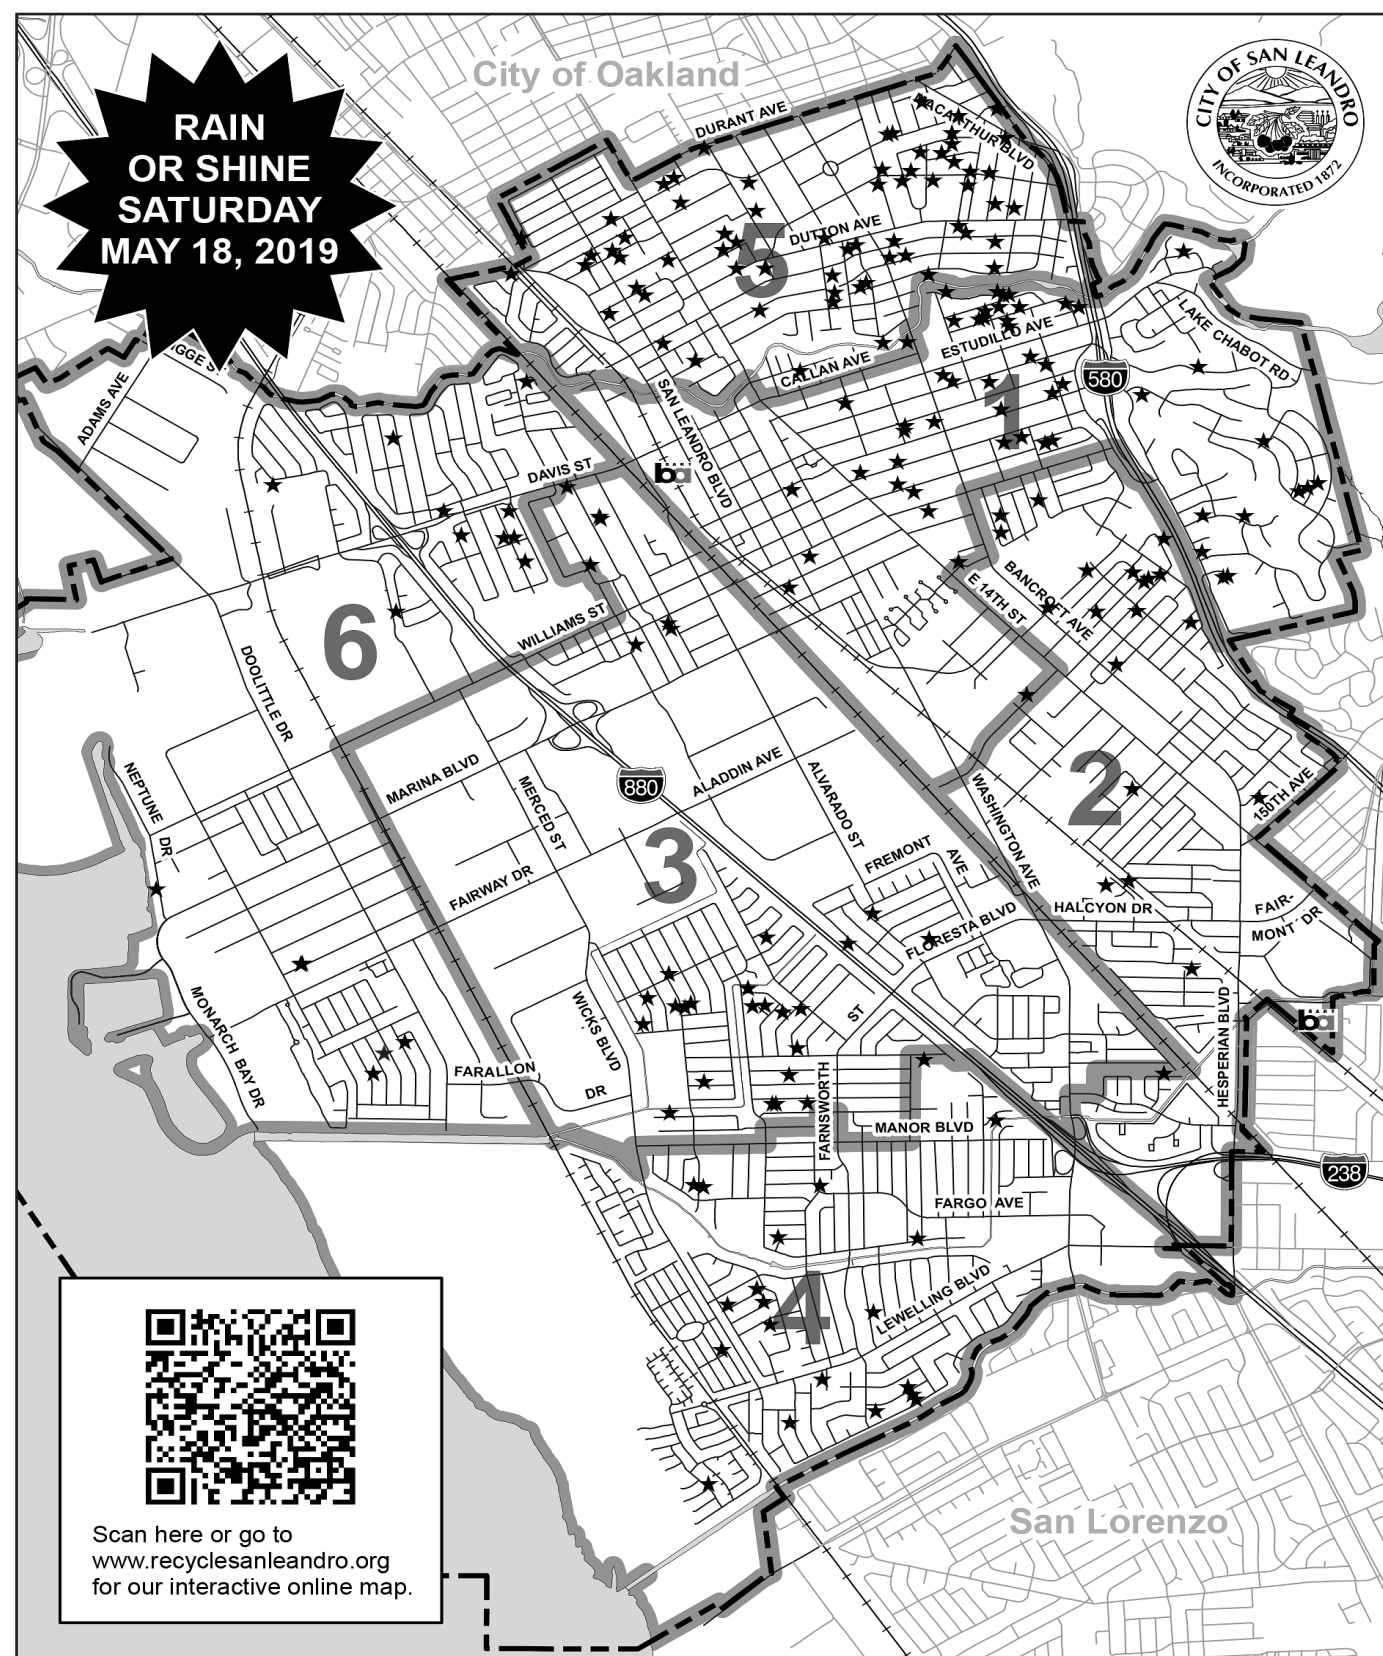 City of Oakland
CITY OF SAN LEANDRO
INCORPORATED 1872
RAIN
OR SHINE
SATURDAY
MAY 18, 2019
DURANT AVE
MACARTHUR BLVD
5
DUTTON AVE
LAKE CHABOT RD
ESTUDILLO AVE
CALLAN AVE
580
ADAMS AVE
SAN LEANDRO BLVD
1
DAVIS ST
BART
ba
BANCROFT AVE
E 14TH ST
6
WILLIAMS ST
DOOLITTLE DR
2
150TH AVE
NEPTUNE DR
MARINA BLVD
MERCED ST
880
ALADDIN AVE
ALVARADO ST
WASHINGTON AVE
3
FREMONT AVE
FAIRWAY DR
HALCYON DR
FAIR-
MONT DR
FLORESTA BLVD
MONARCH BAY DR
WICKS BLVD
ST
HESPERIAN BLVD
BART
ba
FARALLON DR
FARNSWORTH
MANOR BLVD
238
FARGO AVE
4
LEWELLING BLVD
San Lorenzo
Scan here or go to
www.recyclesanleandro.org
for our interactive online map.